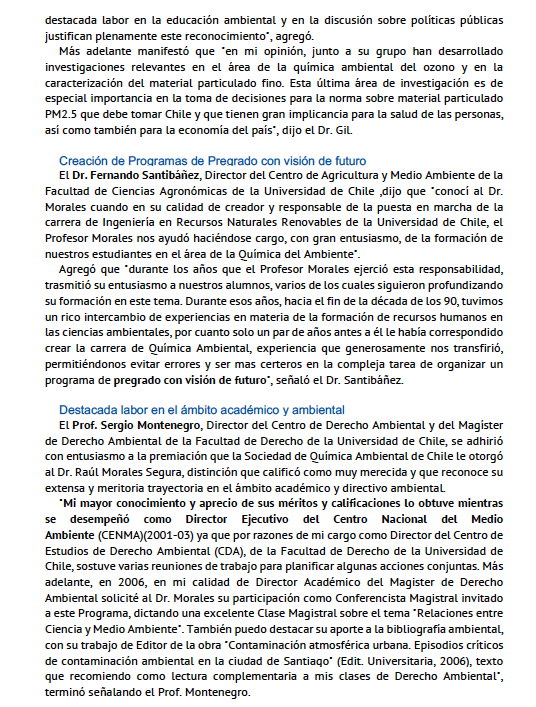 destacada labor en la educación ambiental y en la discusión sobre políticas públicas
justifican plenamente este reconocimiento", agregó.
Más adelante manifestó que "en mi opinión, junto a su grupo han desarrollado
investigaciones relevantes en el área de la química ambiental del ozono y en la
caracterización del material particulado fino. Esta última área de investigación es de
especial importancia en la toma de decisiones para la norma sobre material particulado
PM2.5 que debe tomar Chile y que tienen gran implicancia para la salud de las personas,
así como también para la economía del país", dijo el Dr. Gil.
Creación de Programas de Pregrado con visión de futuro
El Dr. Fernando Santibáñez, Director del Centro de Agricultura y Medio Ambiente de la
Facultad de Ciencias Agronómicas de la Universidad de Chile ,dijo que "conocí al Dr.
Morales cuando en su calidad de creador y responsable de la puesta en marcha de la
carrera de Ingeniería en Recursos Naturales Renovables de la Universidad de Chile, el
Profesor Morales nos ayudó haciéndose cargo, con gran entusiasmo, de la formación de
nuestros estudiantes en el área de la Química del Ambiente".
Agregó que "durante los años que el Profesor Morales ejerció esta responsabilidad,
trasmitió su entusiasmo a nuestros alumnos, varios de los cuales siguieron profundizando
su formación en este tema. Durante esos años, hacia el fin de la década de los 90, tuvimos
un rico intercambio de experiencias en materia de la formación de recursos humanos en
las ciencias ambientales, por cuanto solo un par de años antes a él le había correspondido
crear la carrera de Química Ambiental, experiencia que generosamente nos transfirió,
permitiéndonos evitar errores y ser mas certeros en la compleja tarea de organizar un
programa de pregrado con visión de futuro", señaló el Dr. Santibáñez.
Destacada labor en el ámbito académico y ambiental
El Prof. Sergio Montenegro, Director del Centro de Derecho Ambiental y del Magíster
de Derecho Ambiental de la Facultad de Derecho de la Universidad de Chile, se adhirió
con entusiasmo a la premiación que la Sociedad de Química Ambiental de Chile le otorgó
al Dr. Raúl Morales Segura, distinción que calificó como muy merecida y que reconoce su
extensa y meritoria trayectoria en el ámbito académico y directivo ambiental.
"Mi mayor conocimiento y aprecio de sus méritos y calificaciones lo obtuve mientras
se desempeñó como Director Ejecutivo del Centro Nacional del Medio
Ambiente (CENMA)(2001-03) ya que por razones de mi cargo como Director del Centro de
Estudios de Derecho Ambiental (CDA), de la Facultad de Derecho de la Universidad de
Chile, sostuve varias reuniones de trabajo para planificar algunas acciones conjuntas. Más
adelante, en 2006, en mi calidad de Director Académico del Magister de Derecho
Ambiental solicité al Dr. Morales su participación como Conferencista Magistral invitado
a este Programa, dictando una excelente Clase Magistral sobre el tema "Relaciones entre
Ciencia y Medio Ambiente". También puedo destacar su aporte a la bibliografía ambiental,
con su trabajo de Editor de la obra "Contaminación atmosférica urbana. Episodios críticos
de contaminación ambiental en la ciudad de Santiago" (Edit. Universitaria, 2006), texto
que recomiendo como lectura complementaria a mis clases de Derecho Ambiental",
terminó señalando el Prof. Montenegro.